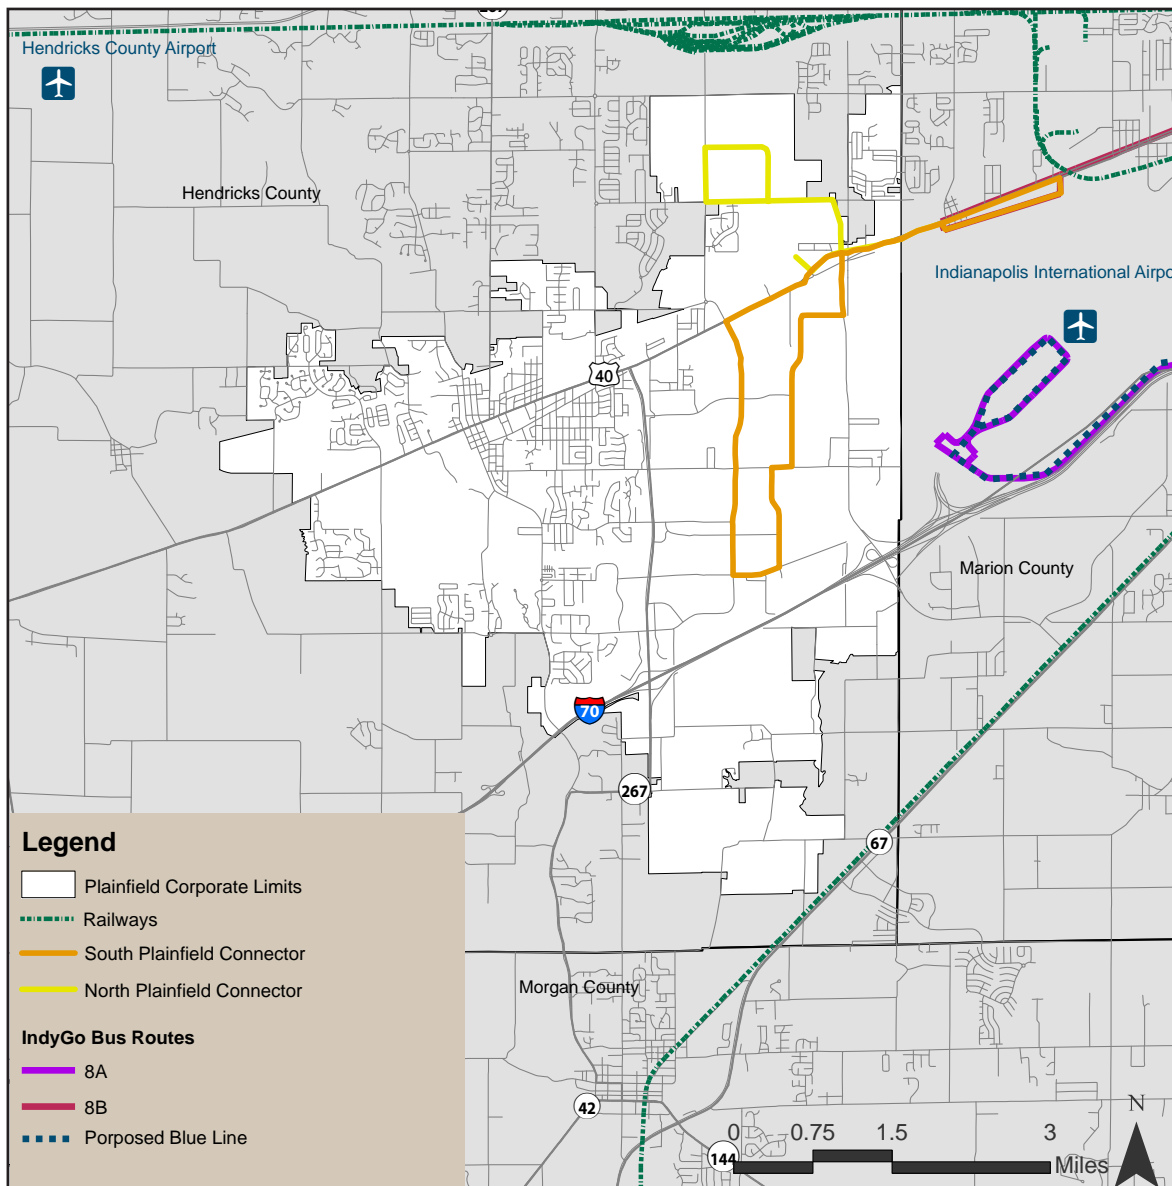 267
Hendricks County Airport
Hendricks County
Indianapolis International Airpo
40
Marion County
70
267
67
Legend
Plainfield Corporate Limits
Railways
South Plainfield Connector
North Plainfield Connector
IndyGo Bus Routes
8A
8B
Porposed Blue Line
Morgan County
42
144
N
0 0.75 1.5 3
Miles